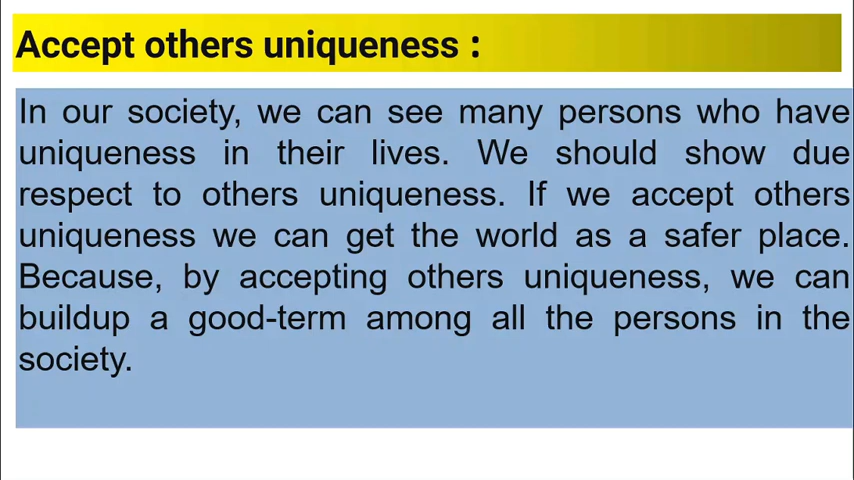 Accept others uniqueness :
In our society, we can see many persons who have
uniqueness in their lives. We should show due
respect to others uniqueness. If we accept others
uniqueness we can get the world as a safer place.
Because, by accepting others uniqueness, we can
buildup a good-term among all the persons in the
society.